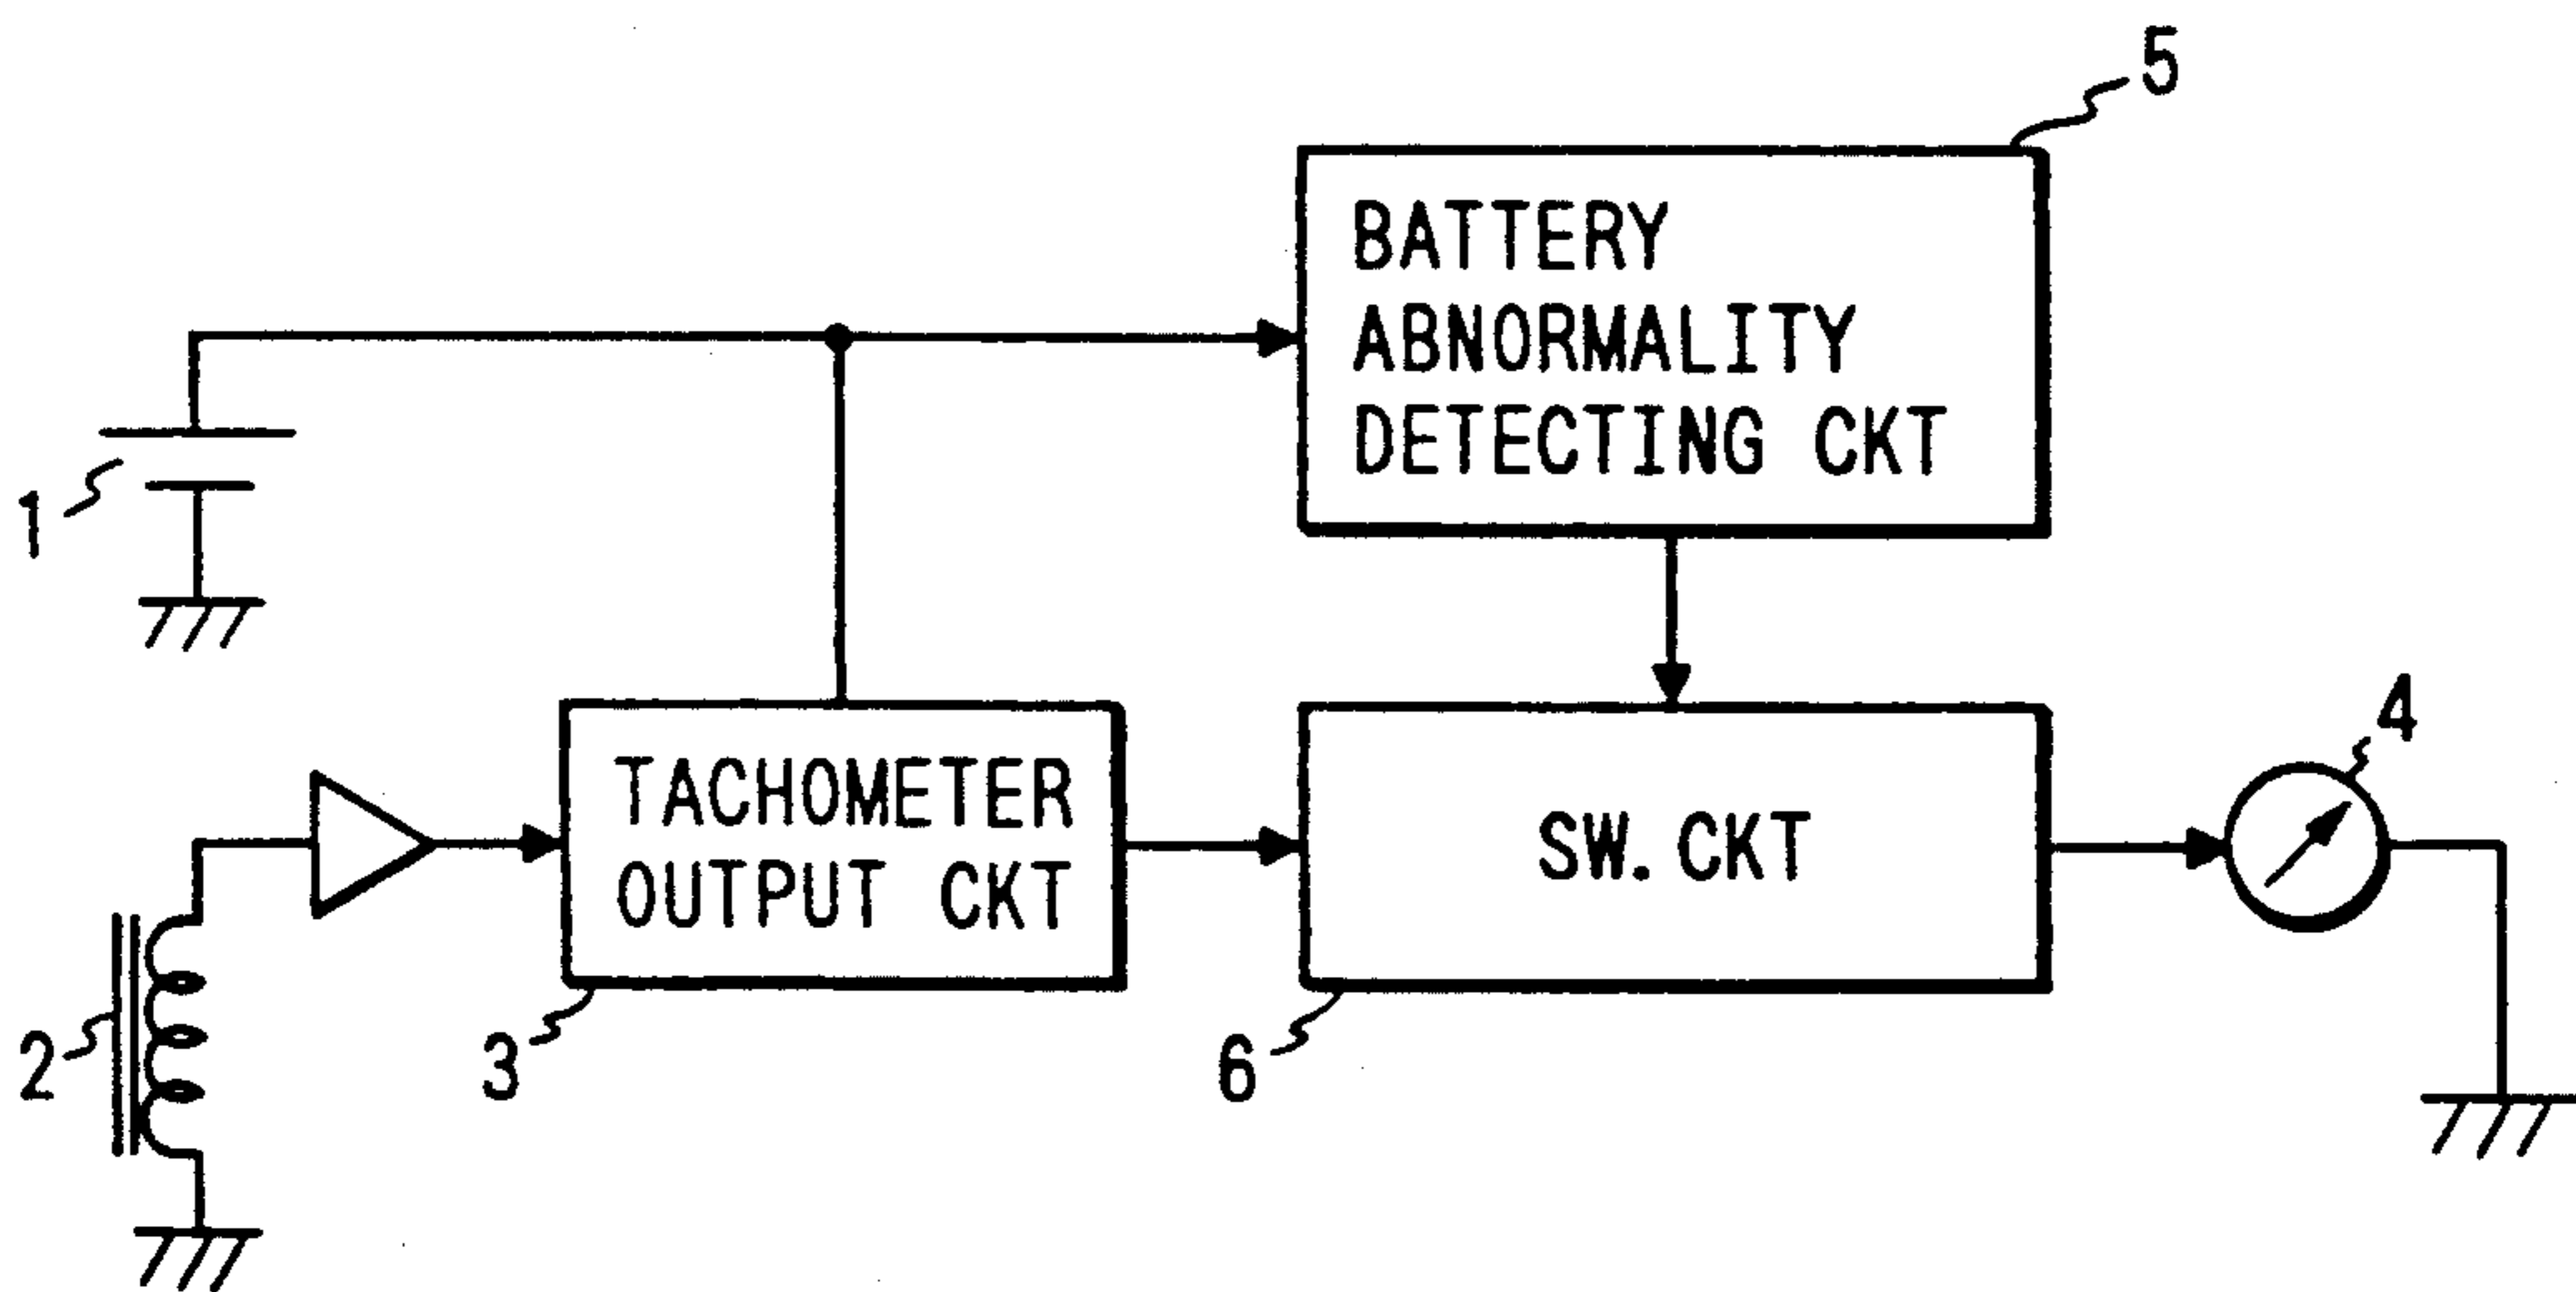 5
BATTERY
ABNORMALITY
DETECTING CKT
1
4
TACHOMETER
OUTPUT CKT
SW. CKT
2
3
6